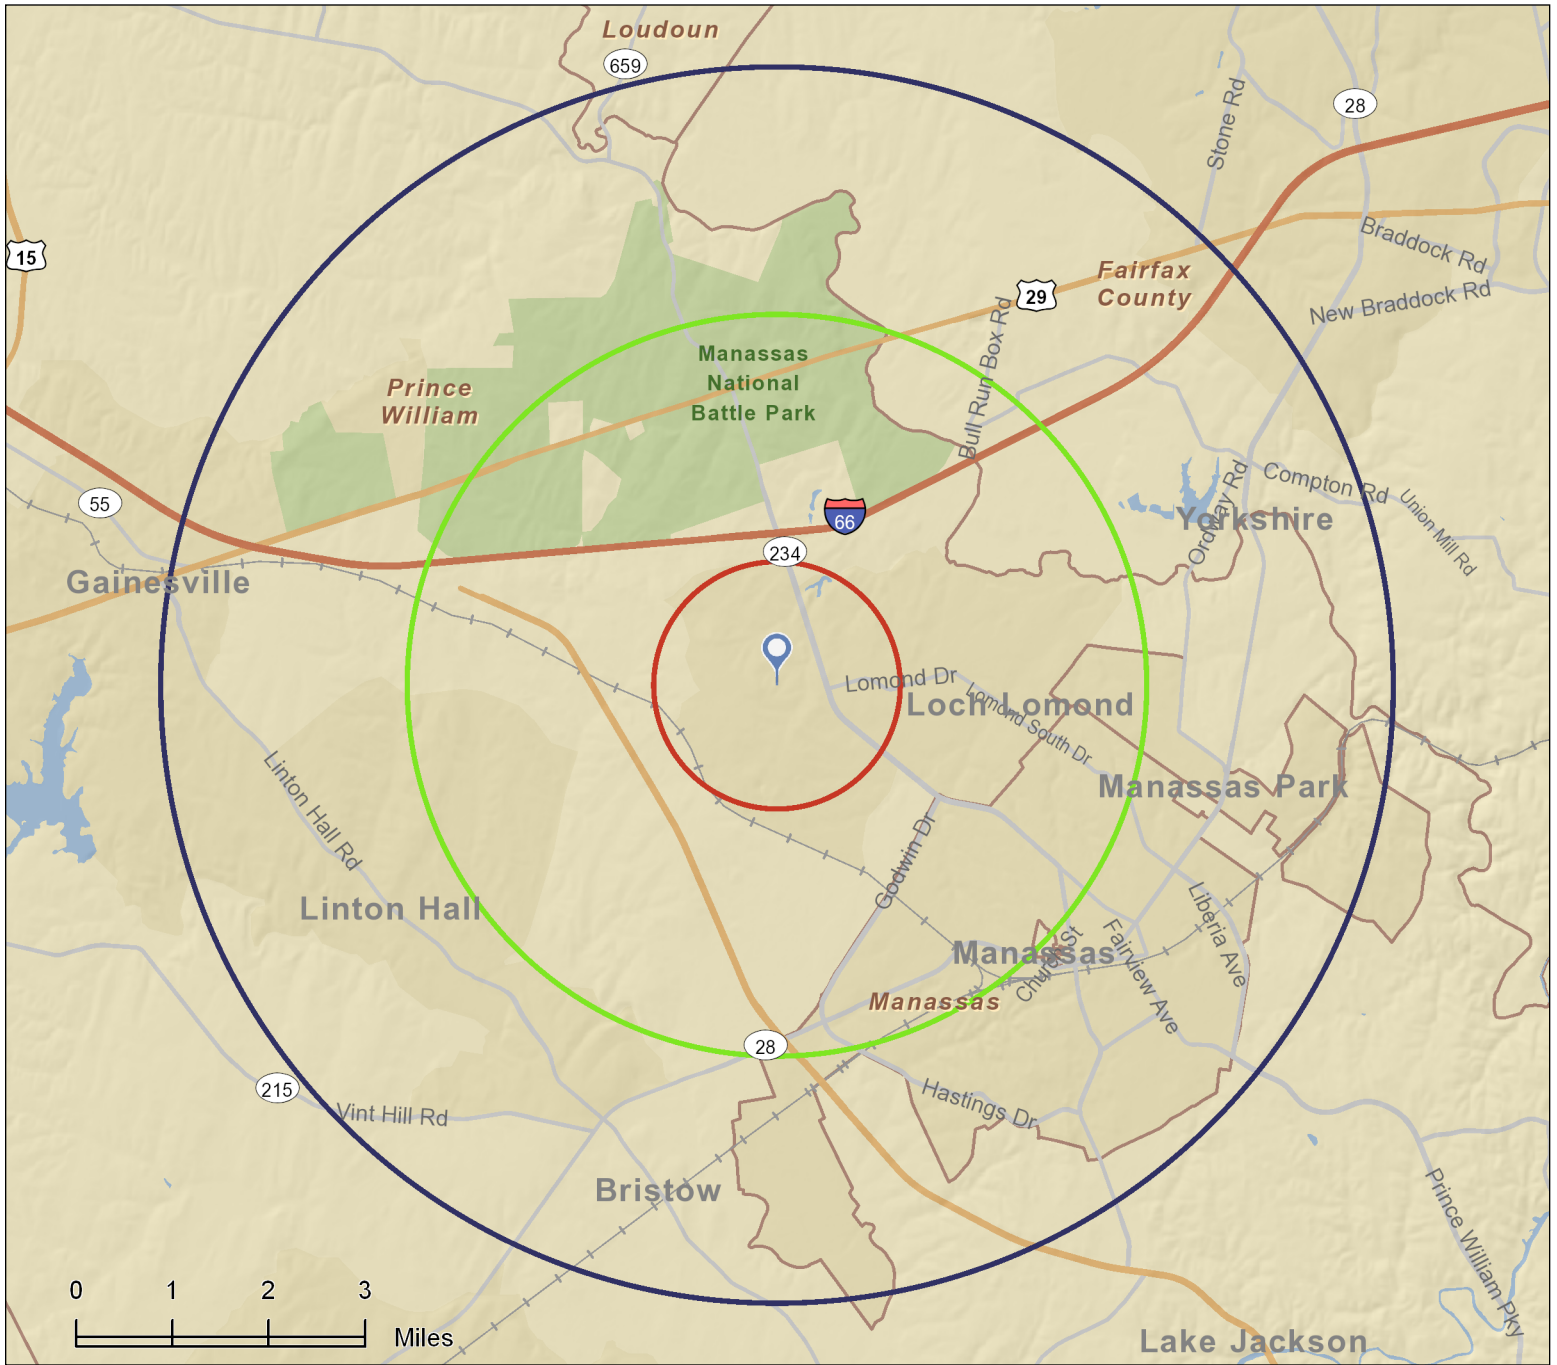 Loudoun
659
28
Stone Rd
15
Braddock Rd
Fairfax
County
29
New Braddock Rd
Bull Run Box Rd
Manassas
National
Battle Park
Prince
William
55
66
Compton Rd
Ordway Rd
Yorkshire
Union Mill Rd
234
Gainesville
Lomond Dr
Loch Lomond
Lomond South Dr
Manassas Park
Linton Hall Rd
Godwin Dr
Linton Hall
Liberia Ave
Church St
Fairview Ave
Manassas
Manassas
28
215
Vint Hill Rd
Hastings Dr
Bristow
Prince William Pky
0 1 2 3
Miles
Lake Jackson